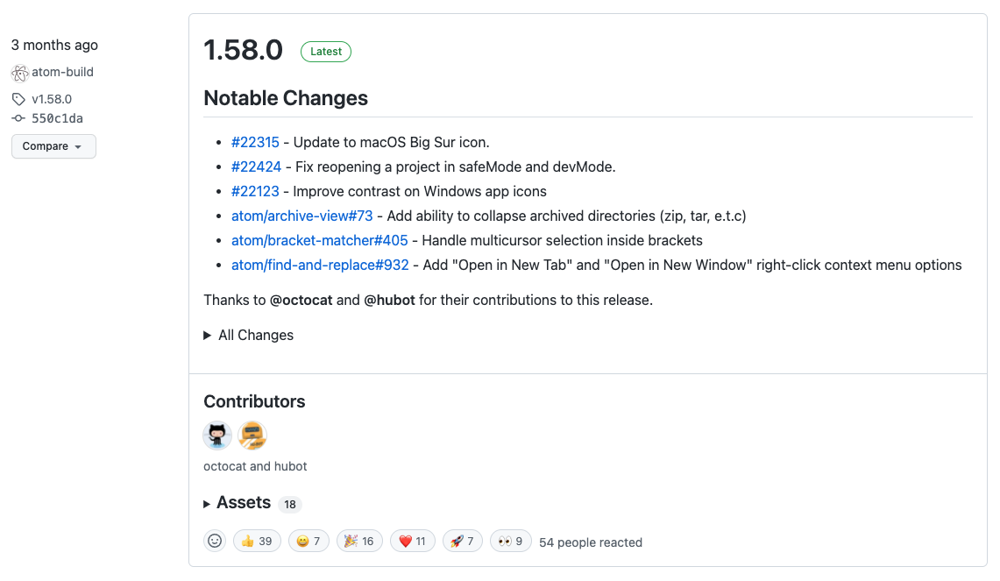 3 months ago
atom-build
v1.58.0
550c1da
Compare
1.58.0 Latest
Notable Changes
#22315 - Update to macOS Big Sur icon.
#22424 - Fix reopening a project in safeMode and devMode.
#22123 - Improve contrast on Windows app icons
atom/archive-view#73 - Add ability to collapse archived directories (zip, tar, e.t.c)
atom/bracket-matcher#405 - Handle multicursor selection inside brackets
atom/find-and-replace#932 - Add "Open in New Tab" and "Open in New Window" right-click context menu options
Thanks to @octocat and @hubot for their contributions to this release.
All Changes
Contributors
octocat and hubot
Assets 18
👍 39 😄 7 🎉 16 ❤️ 11 🚀 7 👀 9 54 people reacted